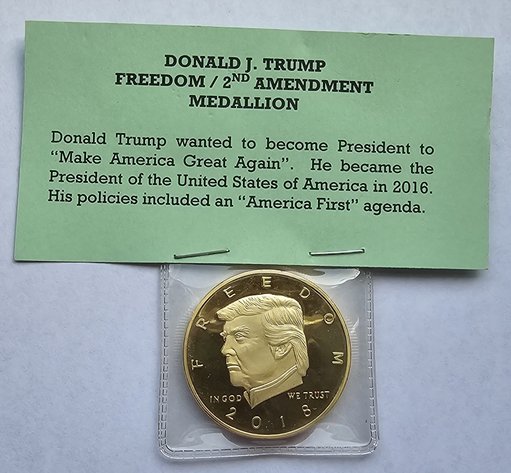 DONALD J. TRUMP
FREEDOM / 2ND AMENDMENT
MEDALLION
Donald Trump wanted to become President to
“Make America Great Again”. He became the
President of the United States of America in 2016.
His policies included an “America First” agenda.
FREEDOM
IN GOD WE TRUST
2018